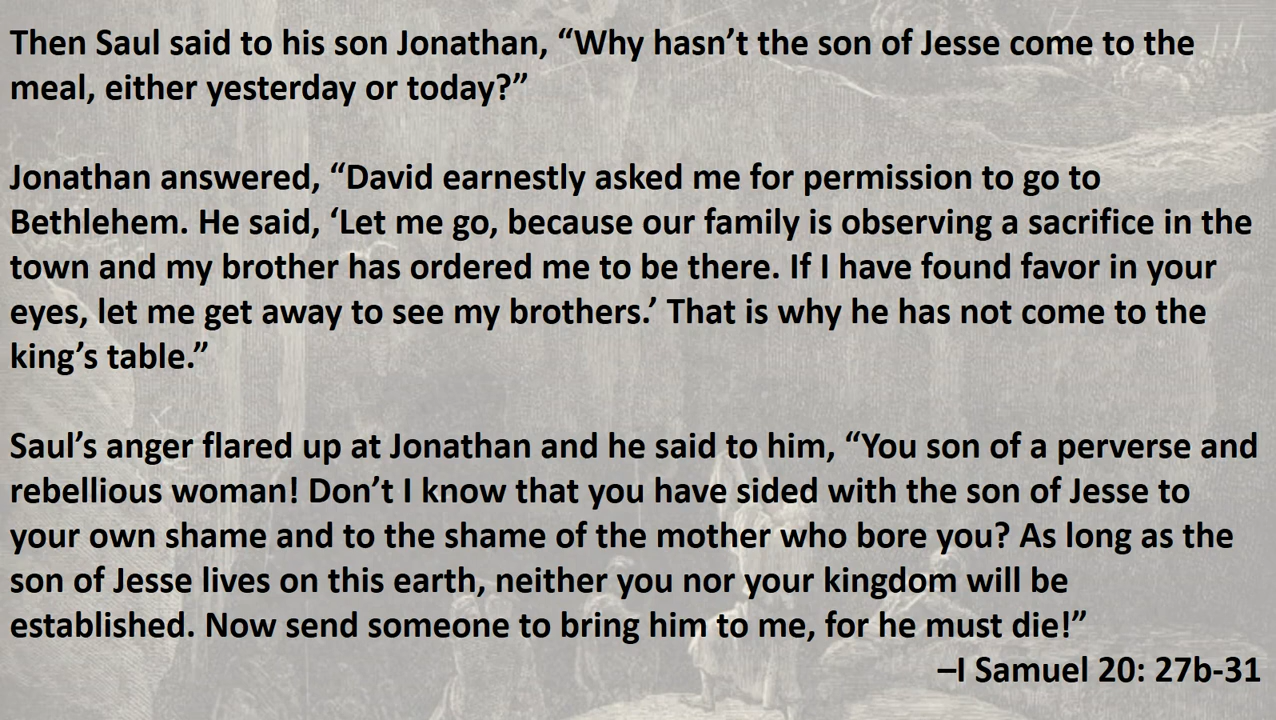 Then Saul said to his son Jonathan, “Why hasn’t the son of Jesse come to the
meal, either yesterday or today?”
Jonathan answered, “David earnestly asked me for permission to go to
Bethlehem. He said, ‘Let me go, because our family is observing a sacrifice in the
town and my brother has ordered me to be there. If I have found favor in your
eyes, let me get away to see my brothers.’ That is why he has not come to the
king’s table.”
Saul’s anger flared up at Jonathan and he said to him, “You son of a perverse and
rebellious woman! Don’t I know that you have sided with the son of Jesse to
your own shame and to the shame of the mother who bore you? As long as the
son of Jesse lives on this earth, neither you nor your kingdom will be
established. Now send someone to bring him to me, for he must die!”
–I Samuel 20: 27b-31